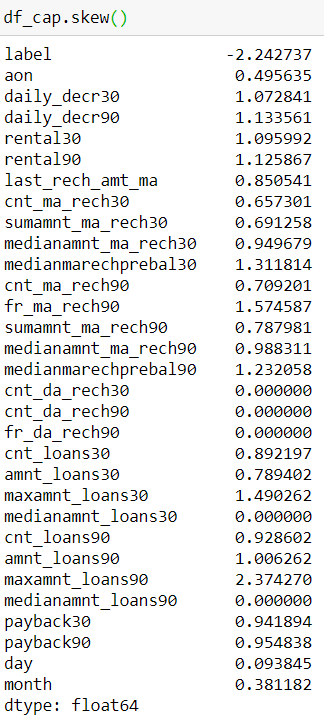 df_cap.skew()
label -2.242737
aon 0.495635
daily_decr30 1.072841
daily_decr90 1.133561
rental30 1.095992
rental90 1.125867
last_rech_amt_ma 0.850541
cnt_ma_rech30 0.657301
sumamnt_ma_rech30 0.691258
medianamnt_ma_rech30 0.949679
medianmarechprebal30 1.311814
cnt_ma_rech90 0.709201
fr_ma_rech90 1.574587
sumamnt_ma_rech90 0.787981
medianamnt_ma_rech90 0.988311
medianmarechprebal90 1.232058
cnt_da_rech30 0.000000
cnt_da_rech90 0.000000
fr_da_rech90 0.000000
cnt_loans30 0.892197
amnt_loans30 0.789402
maxamnt_loans30 1.490262
medianamnt_loans30 0.000000
cnt_loans90 0.928602
amnt_loans90 1.006262
maxamnt_loans90 2.374270
medianamnt_loans90 0.000000
payback30 0.941894
payback90 0.954838
day 0.093845
month 0.381182
dtype: float64